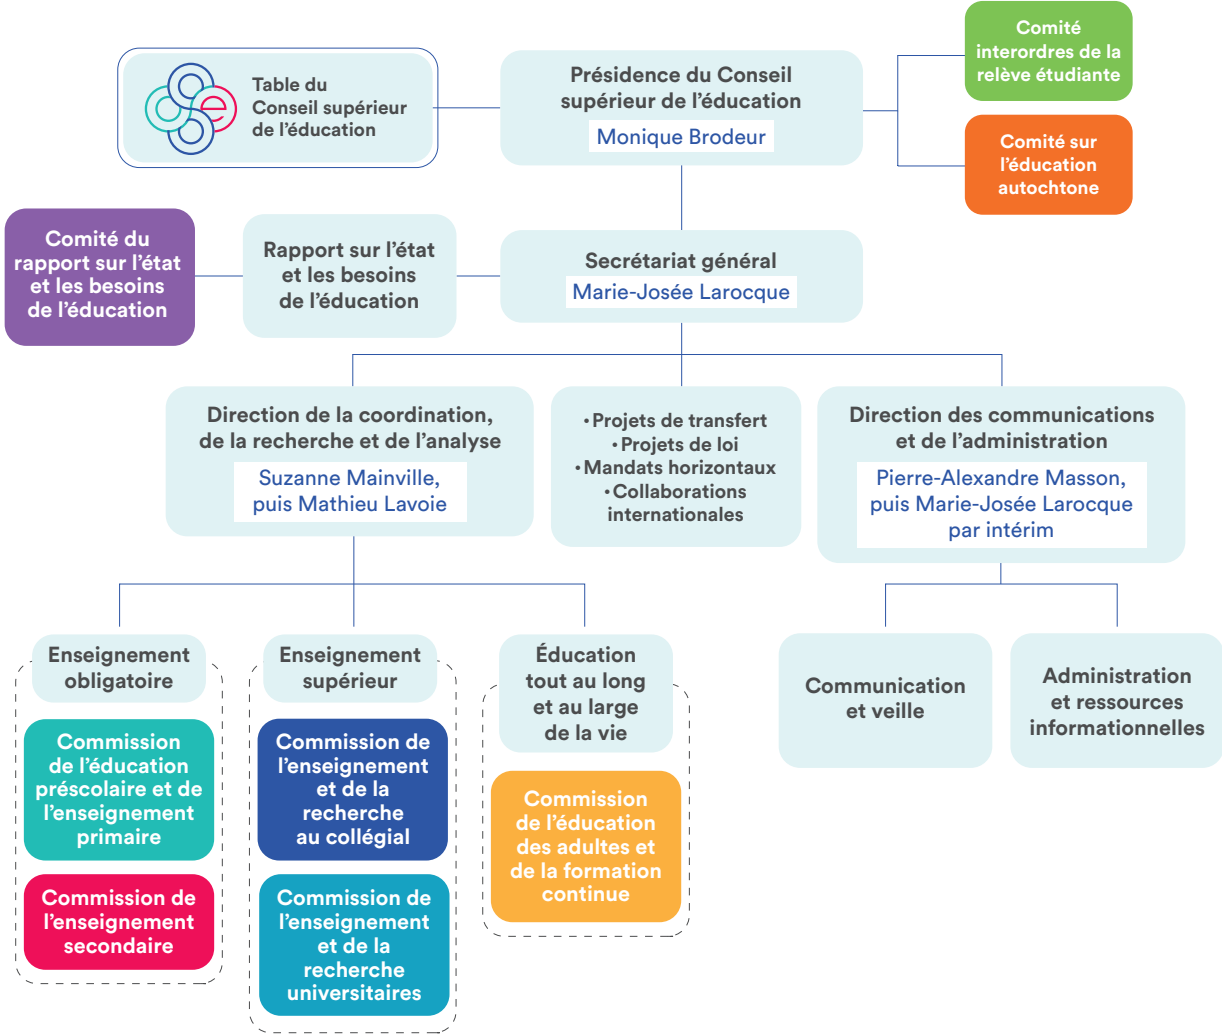 Table du
Conseil supérieur
de l'éducation
Présidence du Conseil
supérieur de l'éducation
Monique Brodeur
Comité
interordres de la
relève étudiante
Comité sur
l'éducation
autochtone
Comité du
rapport sur l'état
et les besoins
de l'éducation
Rapport sur l'état
et les besoins
de l'éducation
Secrétariat général
Marie-Josée Larocque
Direction de la coordination,
de la recherche et de l'analyse
Suzanne Mainville,
puis Mathieu Lavoie
• Projets de transfert
• Projets de loi
• Mandats horizontaux
• Collaborations
internationales
Direction des communications
et de l'administration
Pierre-Alexandre Masson,
puis Marie-Josée Larocque
par intérim
Enseignement
obligatoire
Commission
de l'éducation
préscolaire et de
l'enseignement
primaire
Commission de
l'enseignement
secondaire
Enseignement
supérieur
Commission de
l'enseignement
et de la
recherche
au collégial
Commission de
l'enseignement
et de la
recherche
universitaires
Éducation
tout au long
et au large
de la vie
Commission
de l'éducation
des adultes et
de la formation
continue
Communication
et veille
Administration
et ressources
informationnelles